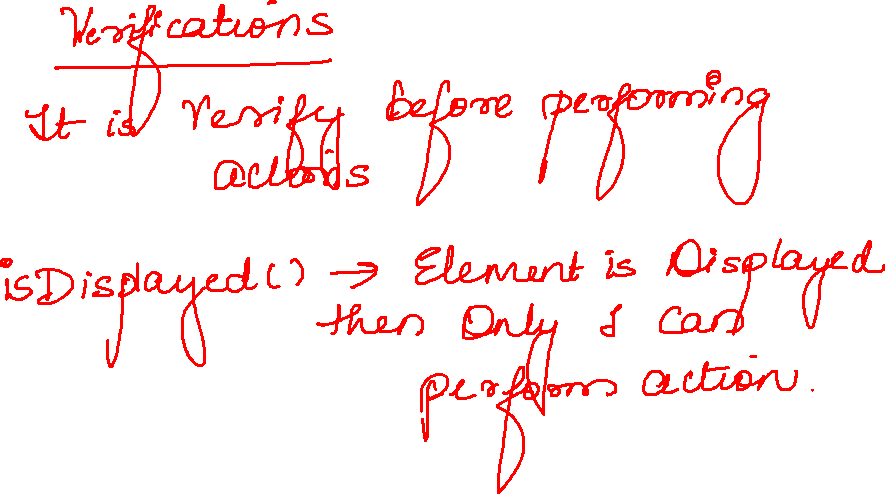 Verifications
It is Verify before performing
actions
isDisplayed() → Element is Displayed
then Only I can
perform action.